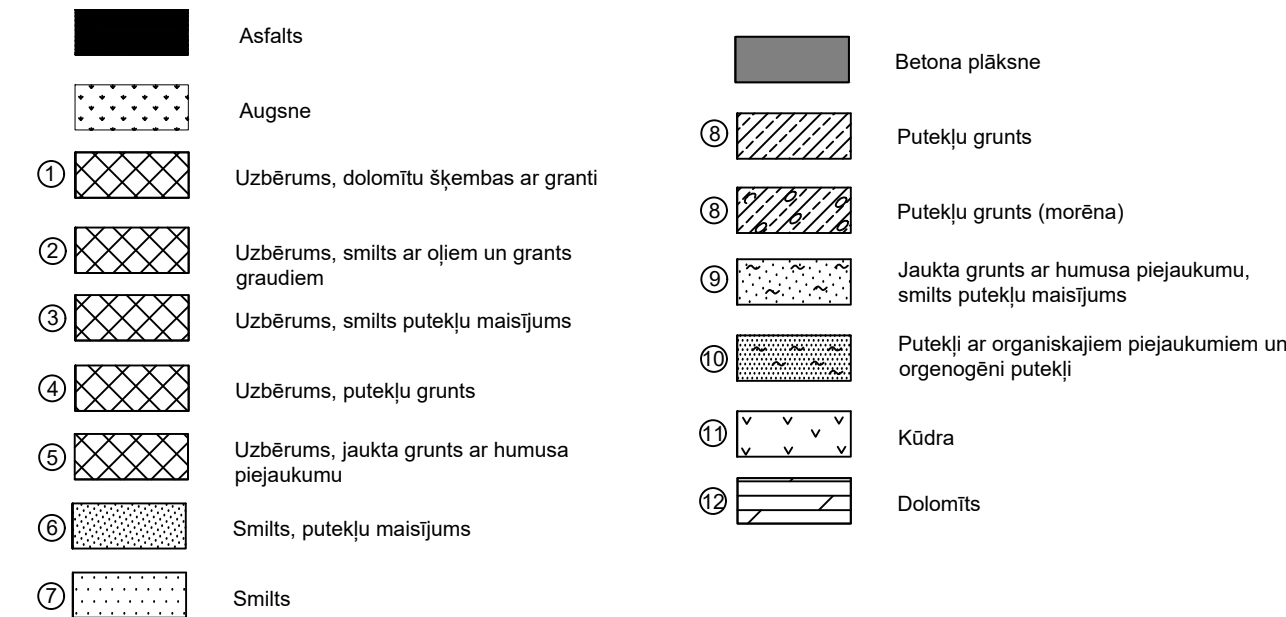 Asfalts
Augsne
① Uzbērums, dolomītu šķembas ar granti
② Uzbērums, smilts ar oļiem un grants
graudiem
③ Uzbērums, smilts putekļu maisījums
④ Uzbērums, putekļu grunts
⑤ Uzbērums, jaukta grunts ar humusa
piejaukumu
⑥ Smilts, putekļu maisījums
⑦ Smilts
Betona plāksne
⑧ Putekļu grunts
⑧ Putekļu grunts (morēna)
⑨ Jaukta grunts ar humusa piejaukumu,
smilts putekļu maisījums
⑩ Putekļi ar organiskajiem piejaukumiem un
orgenogēni putekļi
⑪ Kūdra
⑫ Dolomīts